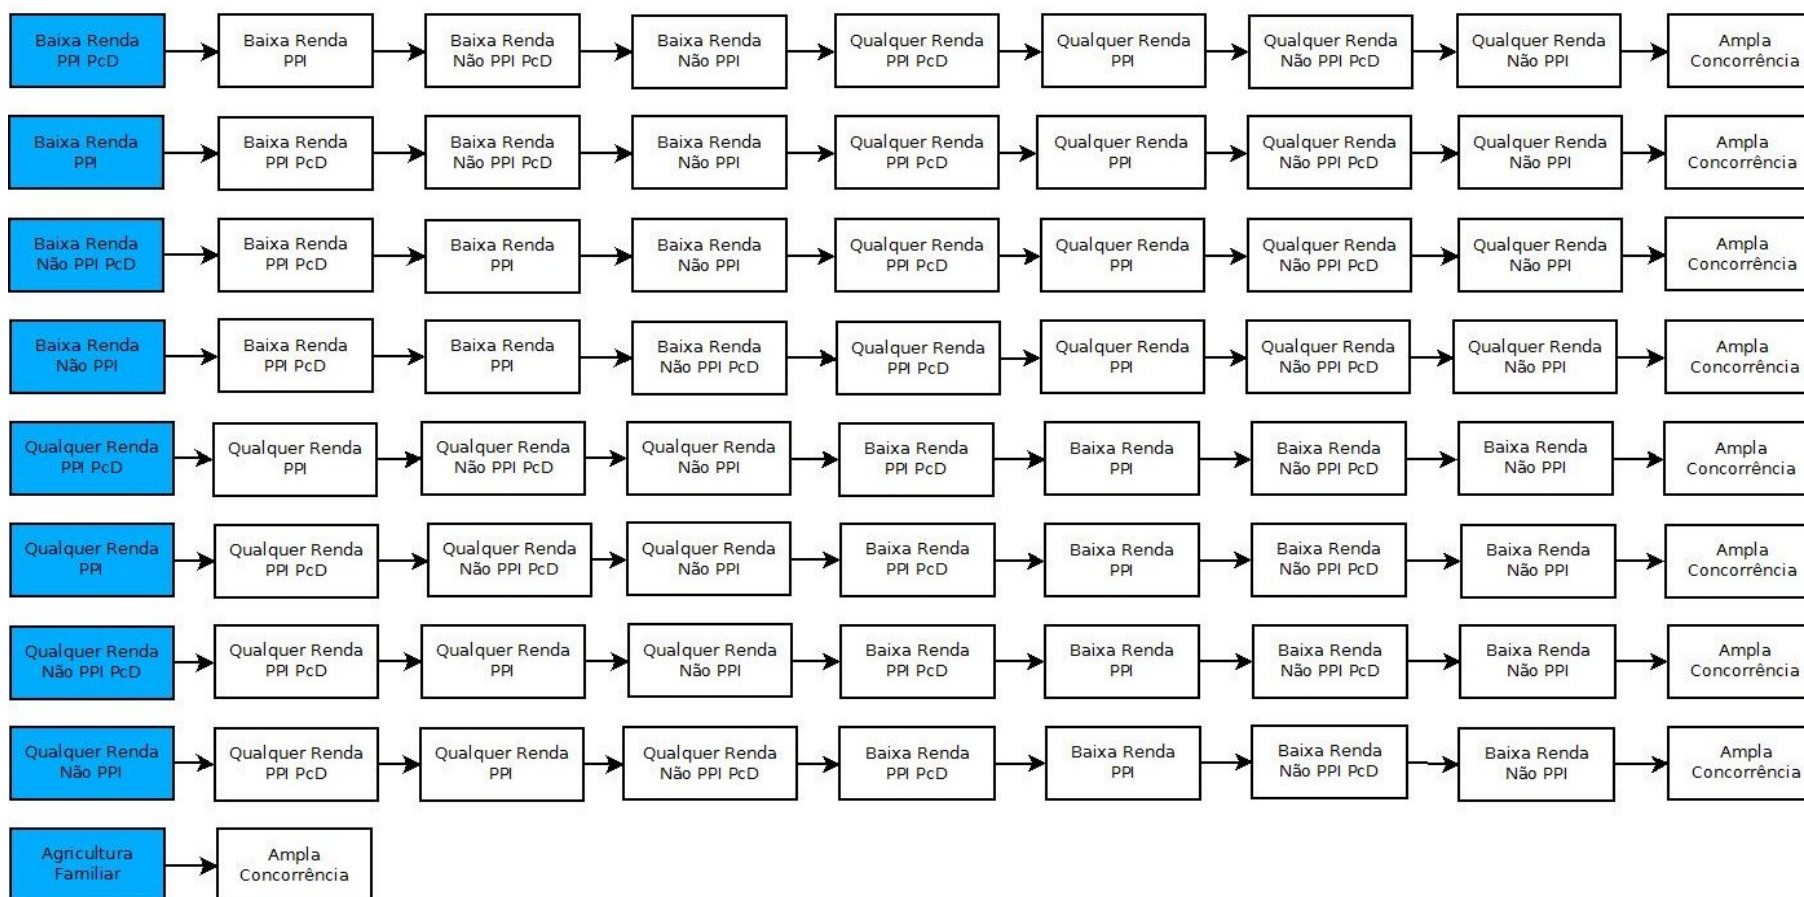 Baixa Renda
PPI PcD
Baixa Renda
PPI
Baixa Renda
Não PPI PcD
Baixa Renda
Não PPI
Qualquer Renda
PPI PcD
Qualquer Renda
PPI
Qualquer Renda
Não PPI PcD
Qualquer Renda
Não PPI
Ampla
Concorrência
Baixa Renda
PPI
Baixa Renda
PPI PcD
Baixa Renda
Não PPI PcD
Baixa Renda
Não PPI
Qualquer Renda
PPI PcD
Qualquer Renda
PPI
Qualquer Renda
Não PPI PcD
Qualquer Renda
Não PPI
Ampla
Concorrência
Baixa Renda
Não PPI PcD
Baixa Renda
PPI PcD
Baixa Renda
PPI
Baixa Renda
Não PPI
Qualquer Renda
PPI PcD
Qualquer Renda
PPI
Qualquer Renda
Não PPI PcD
Qualquer Renda
Não PPI
Ampla
Concorrência
Baixa Renda
Não PPI
Baixa Renda
PPI PcD
Baixa Renda
PPI
Baixa Renda
Não PPI PcD
Qualquer Renda
PPI PcD
Qualquer Renda
PPI
Qualquer Renda
Não PPI PcD
Qualquer Renda
Não PPI
Ampla
Concorrência
Qualquer Renda
PPI PcD
Qualquer Renda
PPI
Qualquer Renda
Não PPI PcD
Qualquer Renda
Não PPI
Baixa Renda
PPI PcD
Baixa Renda
PPI
Baixa Renda
Não PPI PcD
Baixa Renda
Não PPI
Ampla
Concorrência
Qualquer Renda
PPI
Qualquer Renda
PPI PcD
Qualquer Renda
Não PPI PcD
Qualquer Renda
Não PPI
Baixa Renda
PPI PcD
Baixa Renda
PPI
Baixa Renda
Não PPI PcD
Baixa Renda
Não PPI
Ampla
Concorrência
Qualquer Renda
Não PPI PcD
Qualquer Renda
PPI PcD
Qualquer Renda
PPI
Qualquer Renda
Não PPI
Baixa Renda
PPI PcD
Baixa Renda
PPI
Baixa Renda
Não PPI PcD
Baixa Renda
Não PPI
Ampla
Concorrência
Qualquer Renda
Não PPI
Qualquer Renda
PPI PcD
Qualquer Renda
PPI
Qualquer Renda
Não PPI PcD
Baixa Renda
PPI PcD
Baixa Renda
PPI
Baixa Renda
Não PPI PcD
Baixa Renda
Não PPI
Ampla
Concorrência
Agricultura
Familiar
Ampla
Concorrência